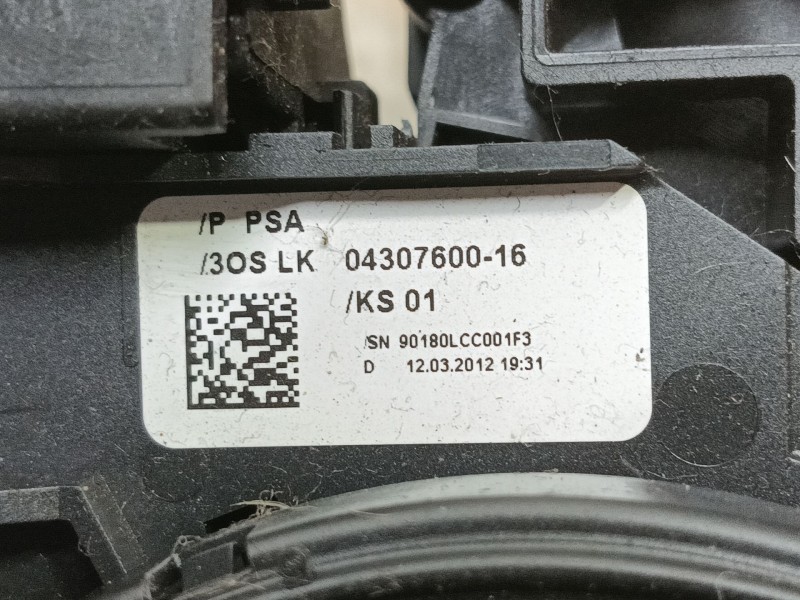 /P PSA
/3OS LK 04307600-16
/KS 01
/SN 90180LCC001F3
D 12.03.2012 19:31